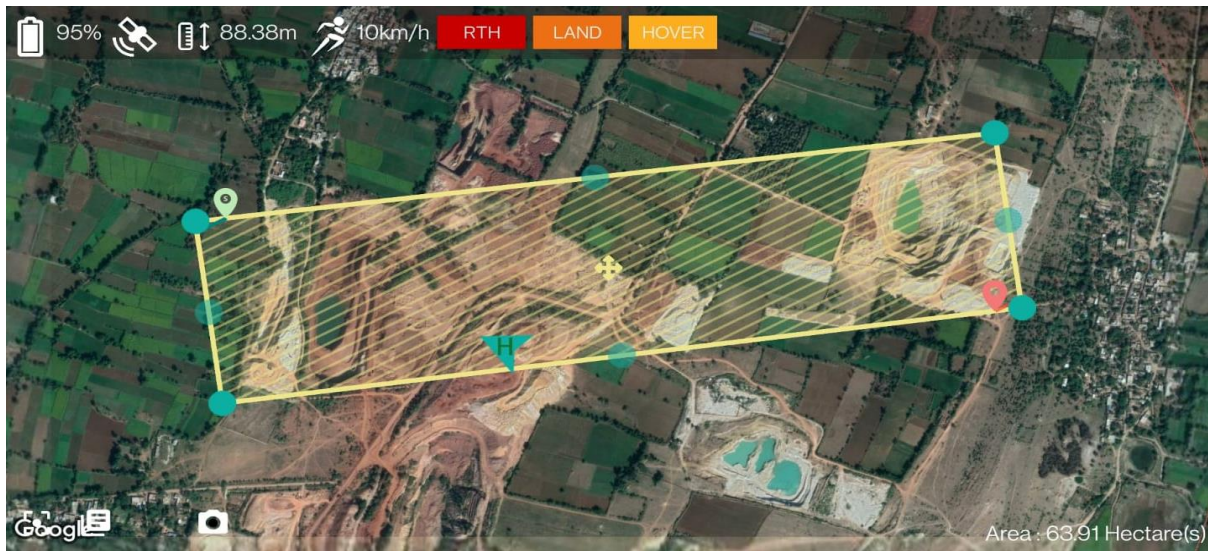 95% 88.38m 10km/h RTH LAND HOVER
S
H
Google
Area : 63.91 Hectare(s)